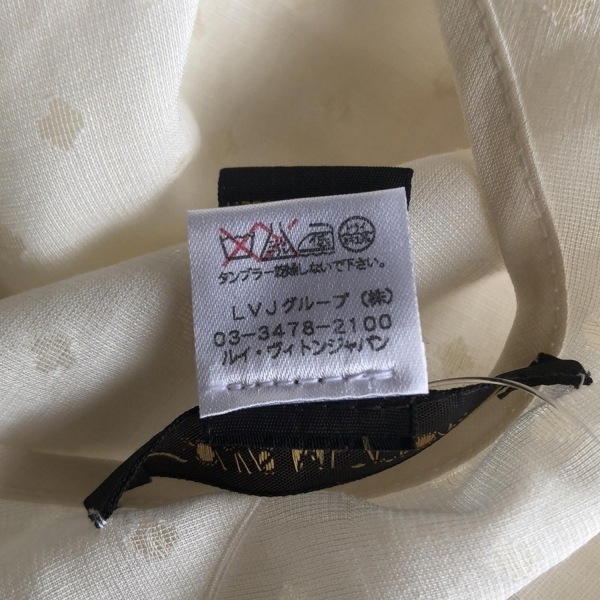 タンブラー乾燥しないで下さい。
LVJグループ（株）
03-3478-2100
ルイ・ヴィトンジャパン